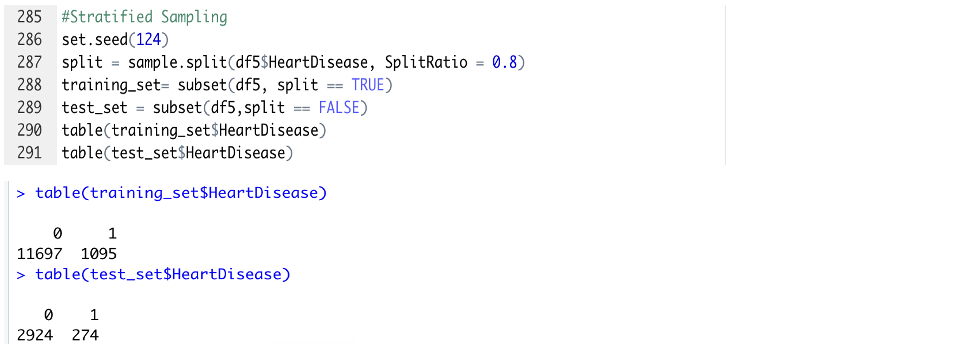 285 #Stratified Sampling
286 set.seed(124)
287 split = sample.split(df5$HeartDisease, SplitRatio = 0.8)
288 training_set= subset(df5, split == TRUE)
289 test_set = subset(df5,split == FALSE)
290 table(training_set$HeartDisease)
291 table(test_set$HeartDisease)
> table(training_set$HeartDisease)
0 1
11697 1095
> table(test_set$HeartDisease)
0 1
2924 274